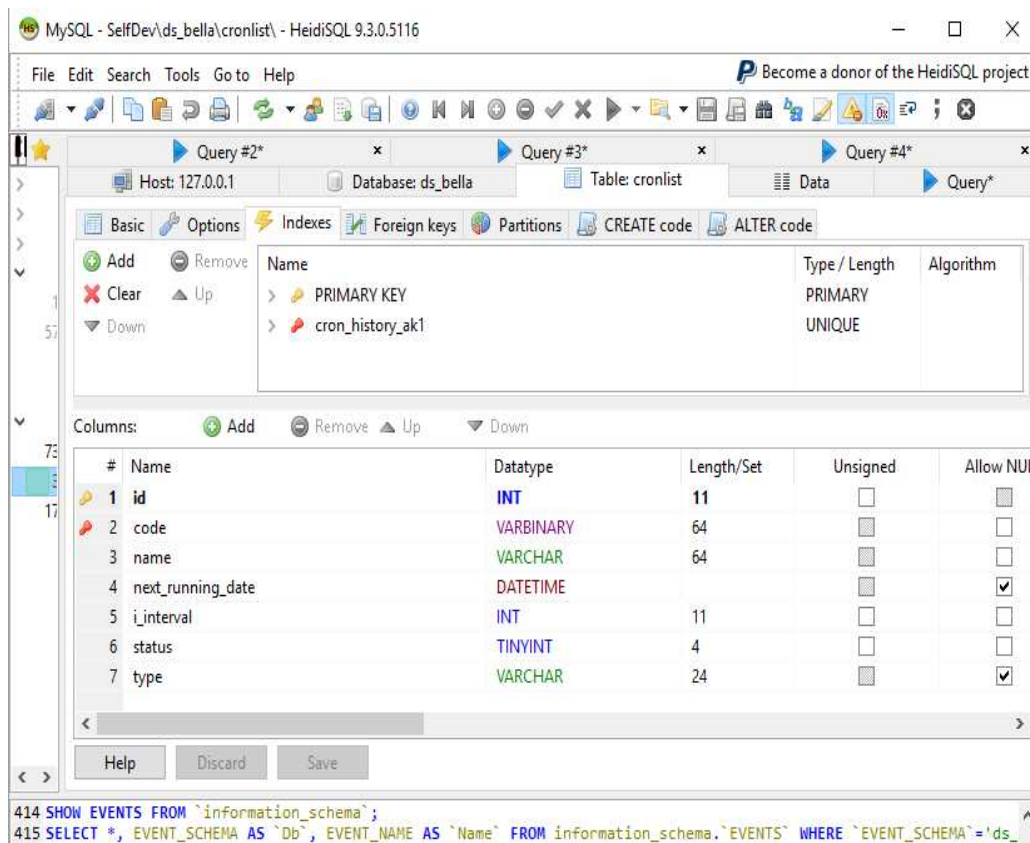 MySQL - SelfDev\ds_bella\cronlist\ - HeidiSQL 9.3.0.5116
File Edit Search Tools Go to Help
Become a donor of the HeidiSQL project
Query #2* x Query #3* x Query #4* x
Host: 127.0.0.1 Database: ds_bella Table: cronlist Data Query*
Basic Options Indexes Foreign keys Partitions CREATE code ALTER code
Add Remove Name Type / Length Algorithm
Clear Up PRIMARY KEY PRIMARY
Down cron_history_ak1 UNIQUE
Columns: Add Remove Up Down
# Name Datatype Length/Set Unsigned Allow NUI
1 id INT 11
2 code VARBINARY 64
3 name VARCHAR 64
4 next_running_date DATETIME
5 i_interval INT 11
6 status TINYINT 4
7 type VARCHAR 24
Help Discard Save
414 SHOW EVENTS FROM `information_schema`;
415 SELECT *, EVENT_SCHEMA AS `Db`, EVENT_NAME AS `Name` FROM information_schema.`EVENTS` WHERE `EVENT_SCHEMA`='ds_